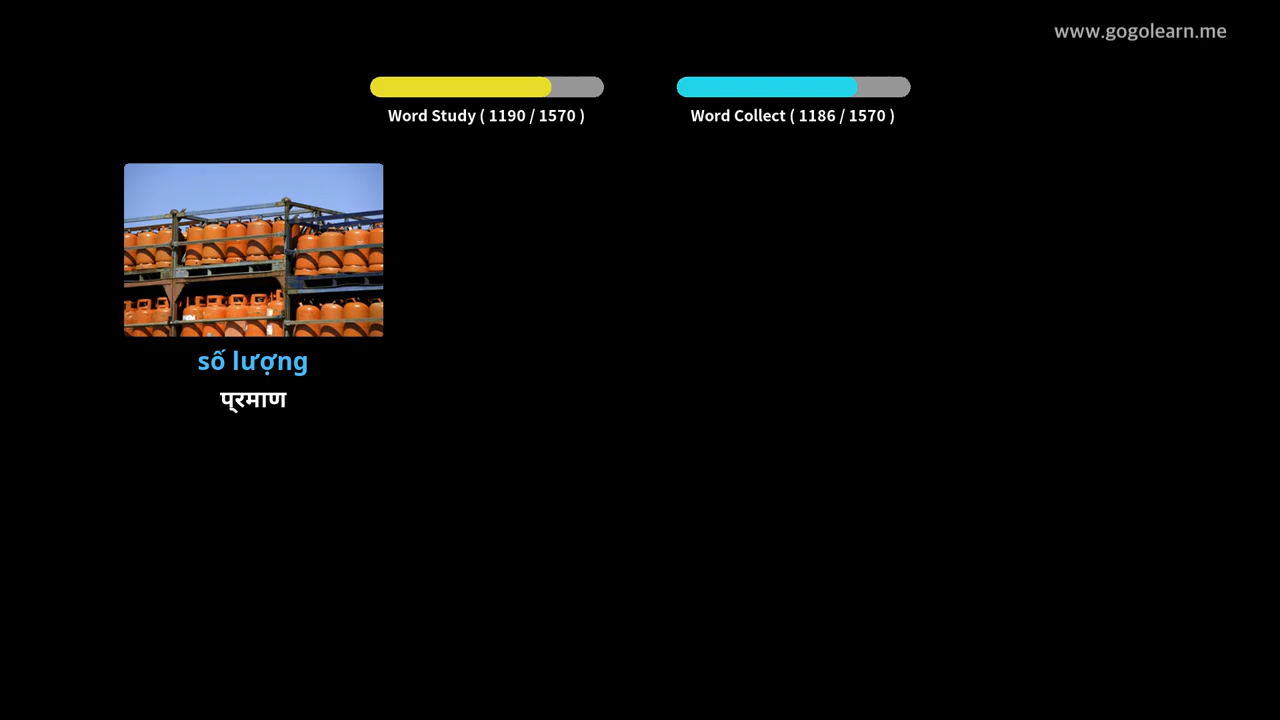 www.gogolearn.me
Word Study ( 1190 / 1570 )
Word Collect ( 1186 / 1570 )
số lượng
प्रमाण